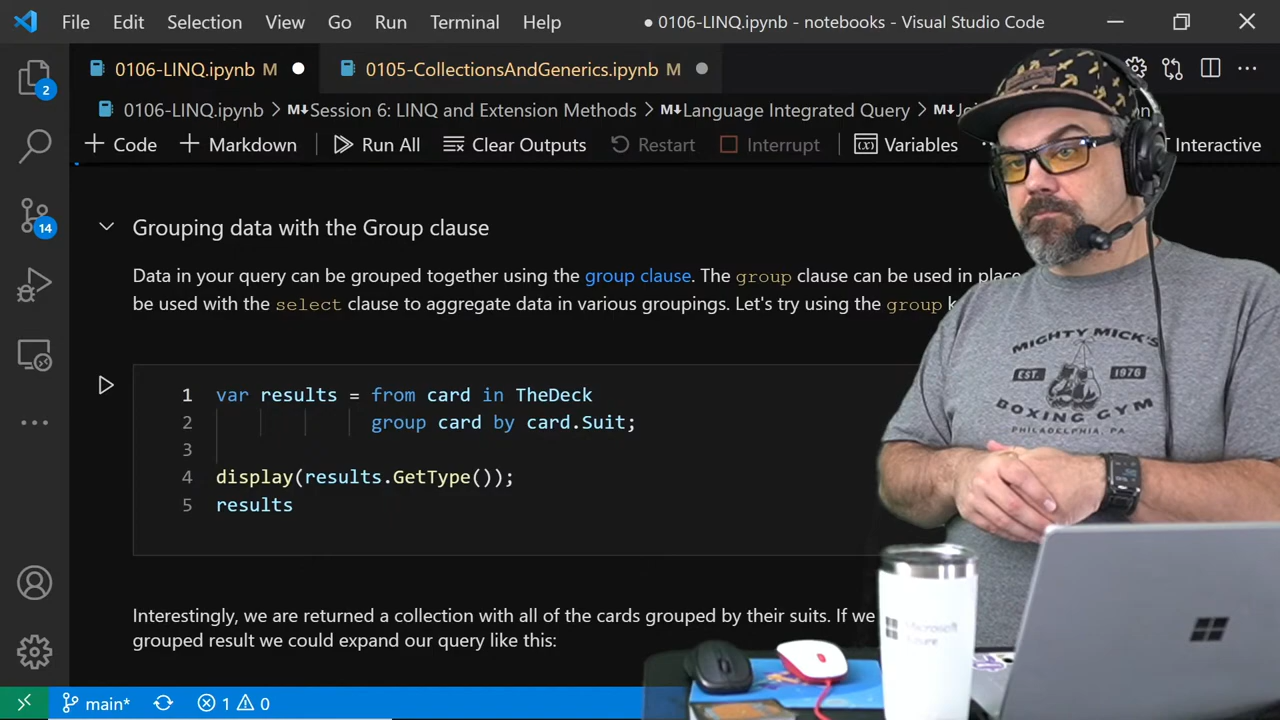 File Edit Selection View Go Run Terminal Help ● 0106-LINQ.ipynb - notebooks - Visual Studio Code
0106-LINQ.ipynb M 0105-CollectionsAndGenerics.ipynb M
2
0106-LINQ.ipynb > M↓Session 6: LINQ and Extension Methods > M↓Language Integrated Query > M↓
+ Code + Markdown Run All Clear Outputs Restart Interrupt Variables ... Interactive
Grouping data with the Group clause
14
Data in your query can be grouped together using the group clause. The group clause can be used in
be used with the select clause to aggregate data in various groupings. Let's try using the group
1 var results = from card in TheDeck
2 group card by card.Suit;
3
4 display(results.GetType());
5 results
Interestingly, we are returned a collection with all of the cards grouped by their suits. If we
grouped result we could expand our query like this:
main* 1 0
MIGHTY MICK'S
EST. 1976
BOXING GYM
PHILADELPHIA, PA
Microsoft
Azure